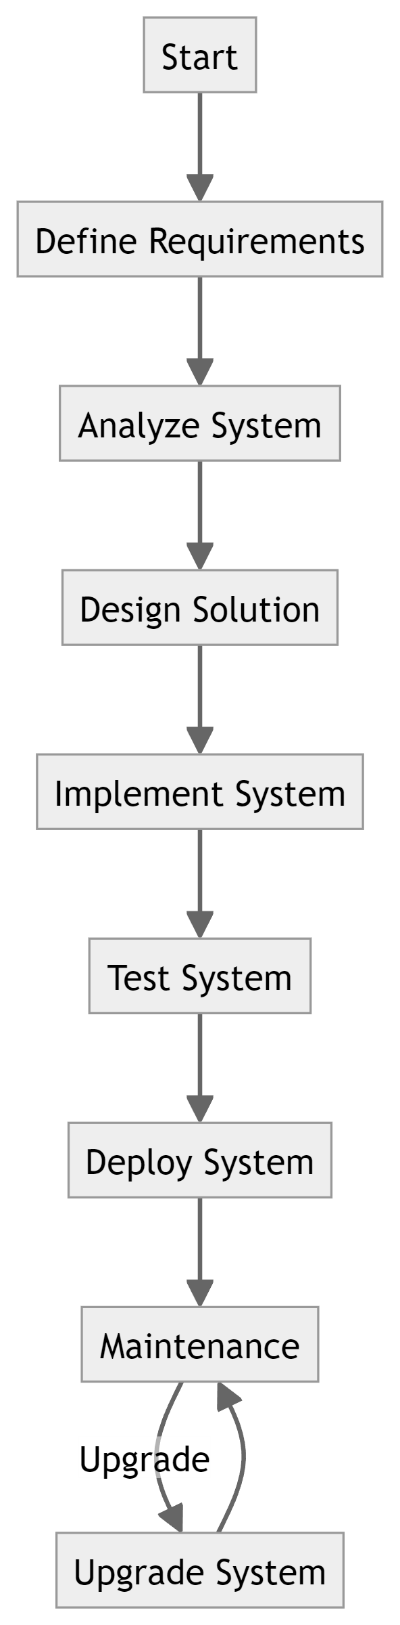 Start
Define Requirements
Analyze System
Design Solution
Implement System
Test System
Deploy System
Maintenance
Upgrade
Upgrade System